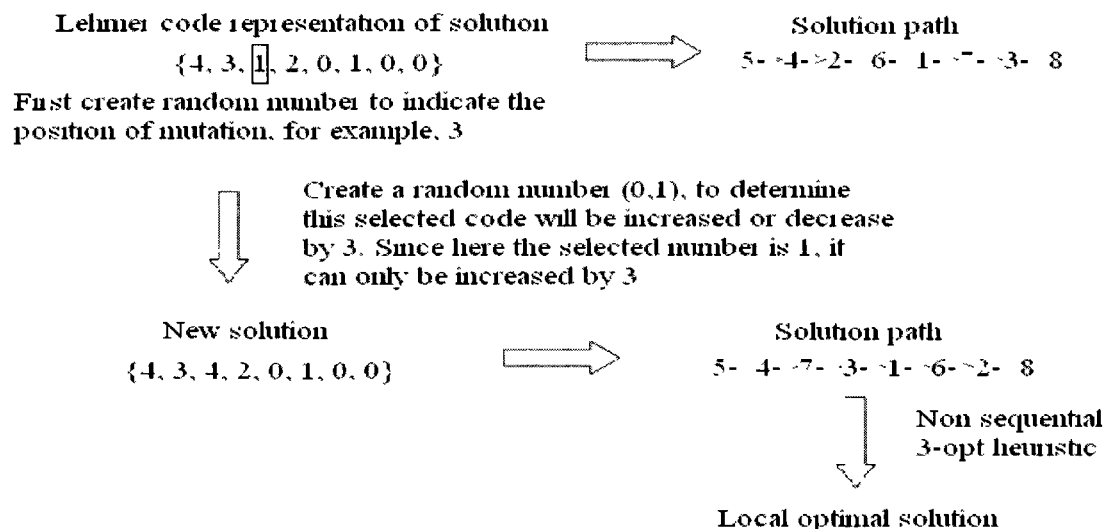 Lehmer code representation of solution
{4, 3, 1, 2, 0, 1, 0, 0}
Solution path
5- >4- >2- 6- 1- >7- >3- 8
First create random number to indicate the
position of mutation, for example, 3
Create a random number (0,1), to determine
this selected code will be increased or decrease
by 3. Since here the selected number is 1, it
can only be increased by 3
New solution
{4, 3, 4, 2, 0, 1, 0, 0}
Solution path
5- 4- >7- >3- >1- >6- >2- 8
Non sequential
3-opt heuristic
Local optimal solution